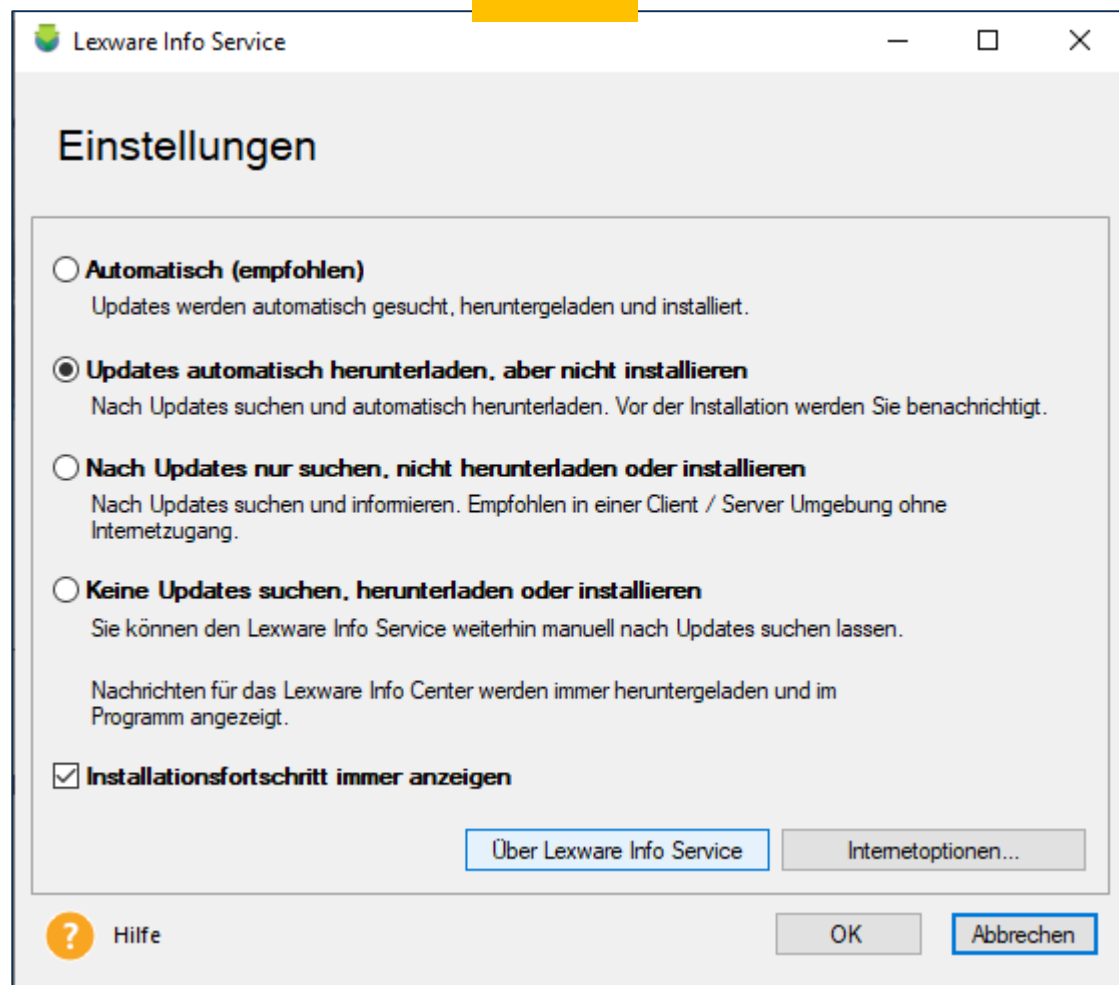 Lexware Info Service
Einstellungen
Automatisch (empfohlen)
Updates werden automatisch gesucht, heruntergeladen und installiert.
Updates automatisch herunterladen, aber nicht installieren
Nach Updates suchen und automatisch herunterladen. Vor der Installation werden Sie benachrichtigt.
Nach Updates nur suchen, nicht herunterladen oder installieren
Nach Updates suchen und informieren. Empfohlen in einer Client / Server Umgebung ohne
Internetzugang.
Keine Updates suchen, herunterladen oder installieren
Sie können den Lexware Info Service weiterhin manuell nach Updates suchen lassen.
Nachrichten für das Lexware Info Center werden immer heruntergeladen und im
Programm angezeigt.
Installationsfortschritt immer anzeigen
Über Lexware Info Service Internetoptionen...
? Hilfe OK Abbrechen